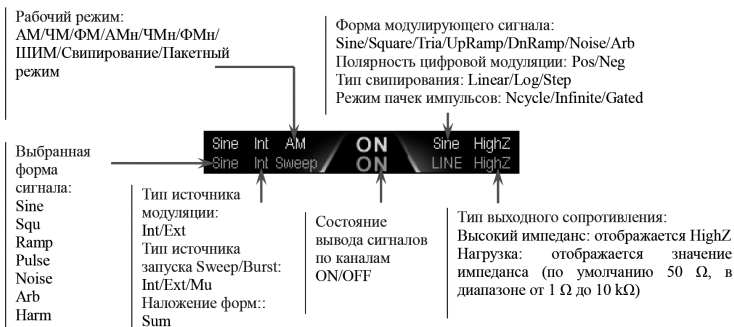 Рабочий режим:
АМ/ЧМ/ФМ/АМн/ЧМн/ФМн/
ШИМ/Свипирование/Пакетный
режим
Форма модулирующего сигнала:
Sine/Square/Tria/UpRamp/DnRamp/Noise/Arb
Полярность цифровой модуляции: Pos/Neg
Тип свипирования: Linear/Log/Step
Режим пачек импульсов: Ncycle/Infinite/Gated
Sine Int AM ON Sine HighZ
Sine Int Sweep ON LINE HighZ
Выбранная
форма
сигнала:
Sine
Squ
Ramp
Pulse
Noise
Arb
Harm
Тип источника
модуляции:
Int/Ext
Тип источника
запуска Sweep/Burst:
Int/Ext/Mu
Наложение форм::
Sum
Состояние
вывода сигналов
по каналам
ON/OFF
Тип выходного сопротивления:
Высокий импеданс: отображается HighZ
Нагрузка: отображается значение
импеданса (по умолчанию 50 Ω, в
диапазоне от 1 Ω до 10 kΩ)